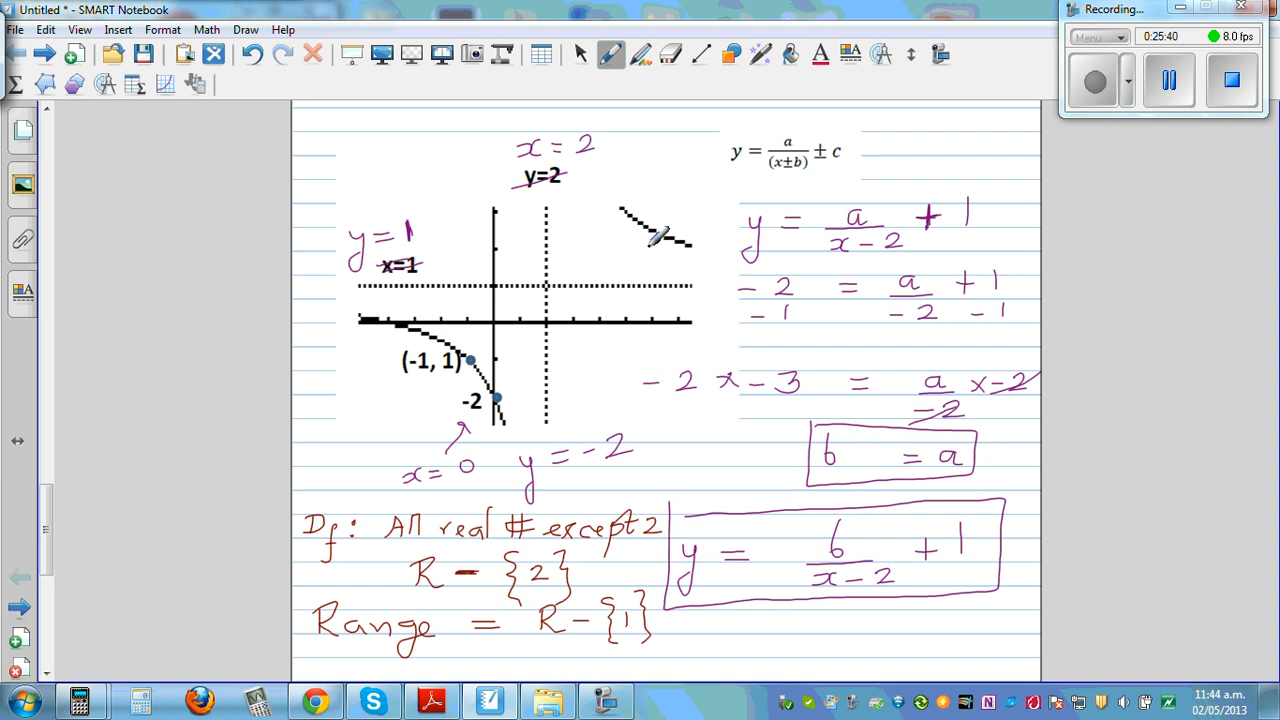 Untitled * - SMART Notebook
File Edit View Insert Format Math Draw Help
Recording...
Menu
0:25:40
8.0 fps
x = 2
y=2
y = a/(x±b) ± c
y = 1
x=1
y = a/(x - 2) + 1
- 2 = a/(- 2) + 1
- 1 - 1
(-1, 1)
-2
- 2 x - 3 = a/(-2) x -2
x = 0 y = -2
6 = a
Df : All real # except 2
R - {2}
y = 6/(x - 2) + 1
Range = R - {1}
11:44 a.m.
02/05/2013